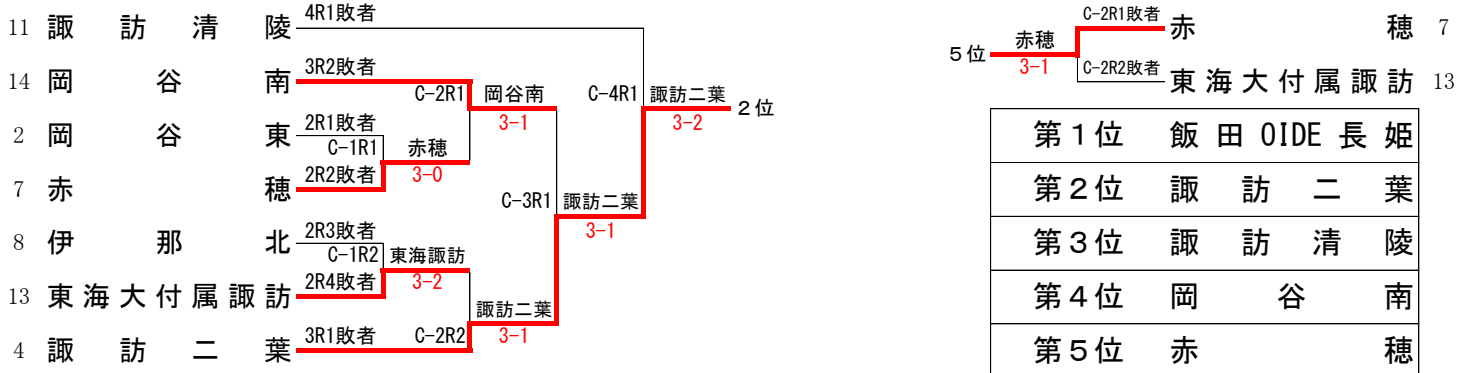 11 諏訪清陵 4R1敗者
14 岡谷南 3R2敗者
C-2R1 岡谷南 C-4R1 諏訪二葉 2位
3-1 3-2
2 岡谷東 2R1敗者
C-1R1 赤穂
7 赤穂 2R2敗者 3-0
C-3R1 諏訪二葉
3-1
8 伊那北 2R3敗者
C-1R2 東海諏訪
13 東海大付属諏訪 2R4敗者 3-2
諏訪二葉
4 諏訪二葉 3R1敗者 C-2R2 3-1
C-2R1敗者 赤穂 7
5位 赤穂
3-1
C-2R2敗者 東海大付属諏訪 13
第1位 飯田OIDE長姫
第2位 諏訪二葉
第3位 諏訪清陵
第4位 岡谷南
第5位 赤穂